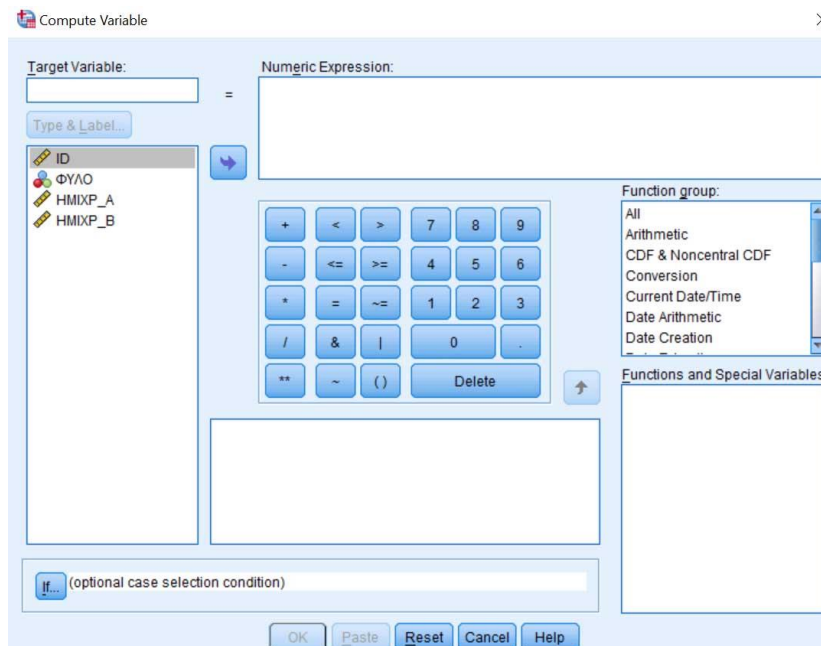 Compute Variable
Target Variable:
=
Numeric Expression:
Type & Label...
ID
ΦΥΛΟ
ΗΜΙΧΡ_Α
ΗΜΙΧΡ_Β
+ < > 7 8 9
- <= >= 4 5 6
* = ~= 1 2 3
/ & | 0 .
** ~ ( ) Delete
Function group:
All
Arithmetic
CDF & Noncentral CDF
Conversion
Current Date/Time
Date Arithmetic
Date Creation
Functions and Special Variables
If... (optional case selection condition)
OK Paste Reset Cancel Help